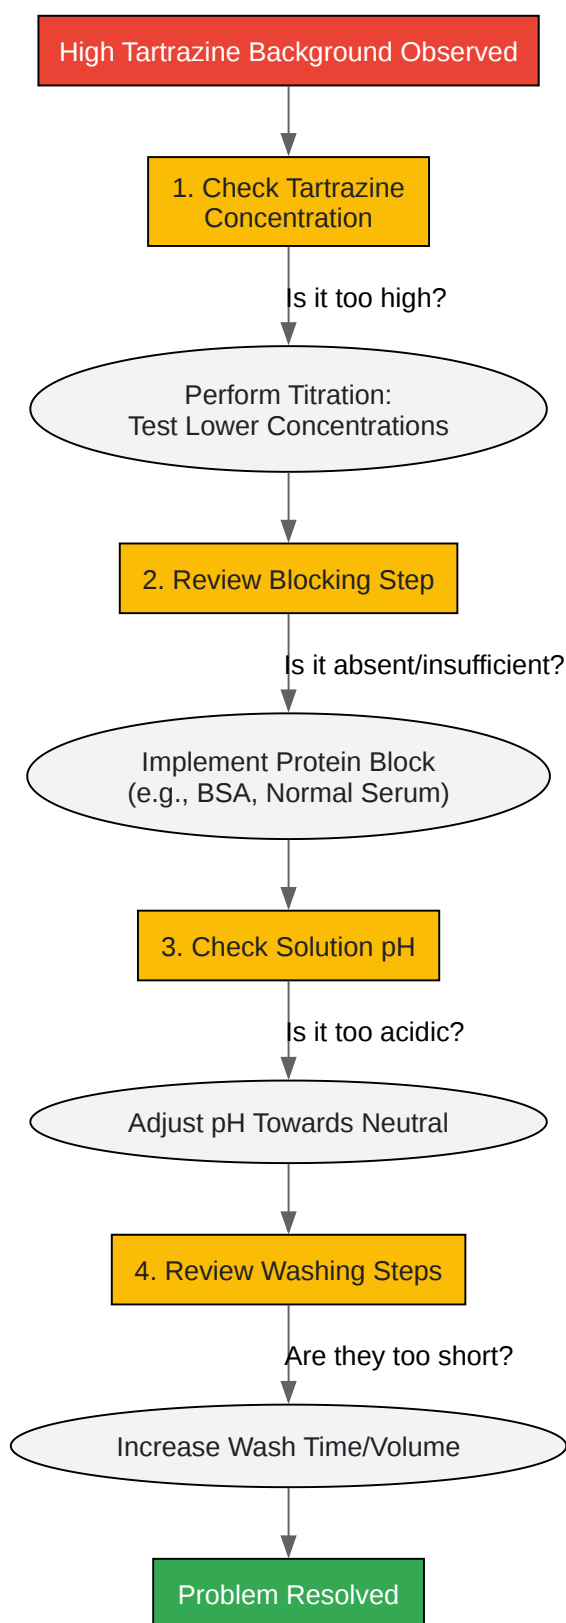 High Tartrazine Background Observed
1. Check Tartrazine
Concentration
Is it too high?
Perform Titration:
Test Lower Concentrations
2. Review Blocking Step
Is it absent/insufficient?
Implement Protein Block
(e.g., BSA, Normal Serum)
3. Check Solution pH
Is it too acidic?
Adjust pH Towards Neutral
4. Review Washing Steps
Are they too short?
Increase Wash Time/Volume
Problem Resolved